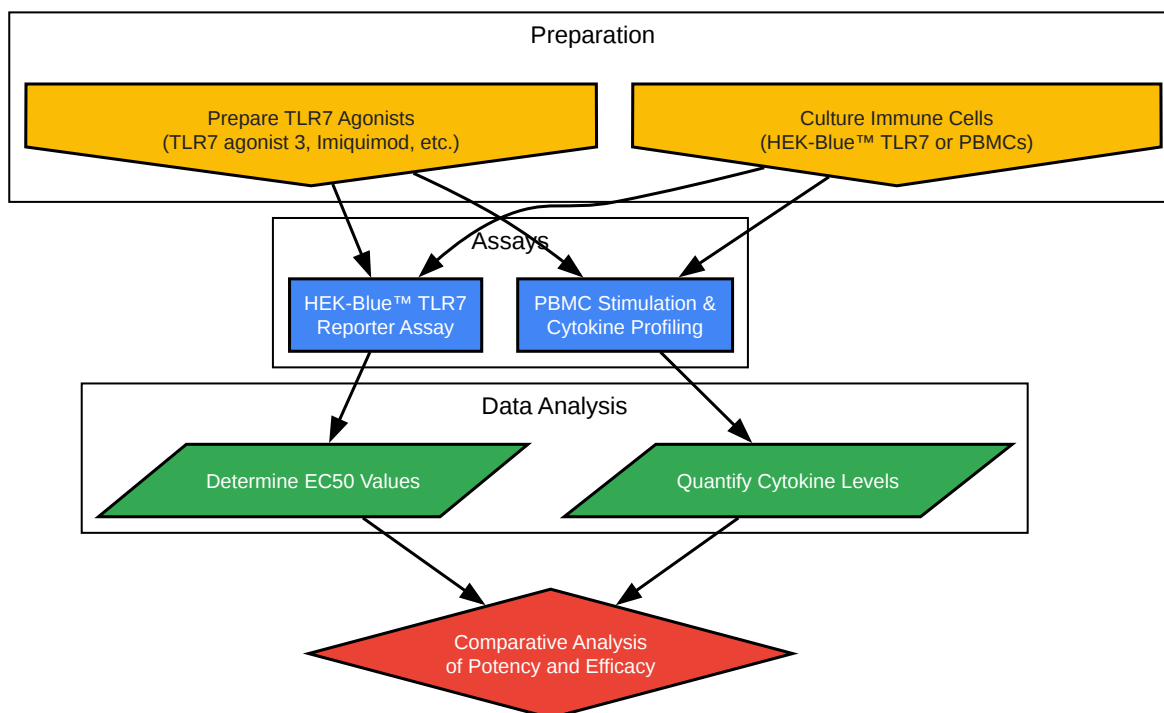 Preparation
Prepare TLR7 Agonists
(TLR7 agonist 3, Imiquimod, etc.)
Culture Immune Cells
(HEK-Blue™ TLR7 or PBMCs)
Assays
HEK-Blue™ TLR7
Reporter Assay
PBMC Stimulation &
Cytokine Profiling
Data Analysis
Determine EC50 Values
Quantify Cytokine Levels
Comparative Analysis
of Potency and Efficacy